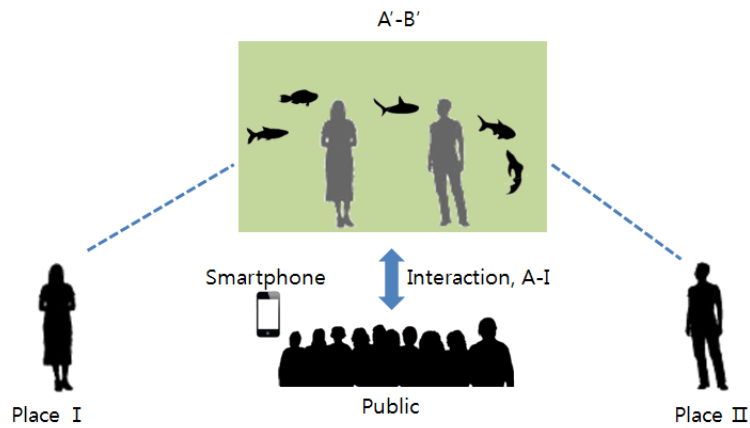 A'-B'
Smartphone
Interaction, A-I
Public
Place Ⅰ
Place Ⅱ